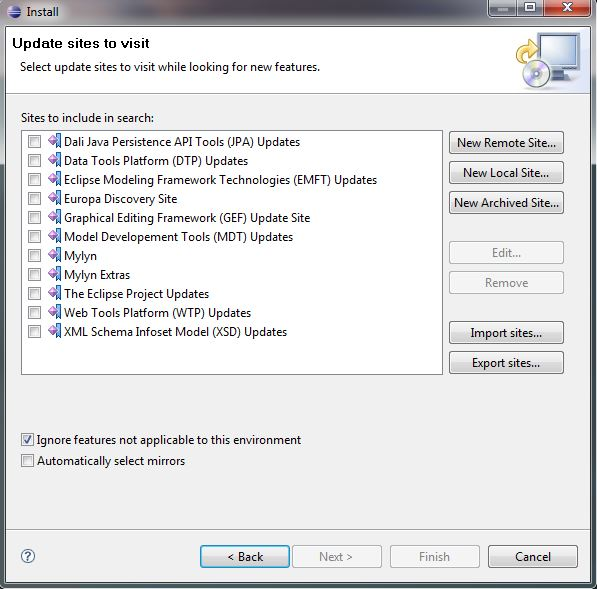 Install
Update sites to visit
Select update sites to visit while looking for new features.
Sites to include in search:
Dali Java Persistence API Tools (JPA) Updates
Data Tools Platform (DTP) Updates
Eclipse Modeling Framework Technologies (EMFT) Updates
Europa Discovery Site
Graphical Editing Framework (GEF) Update Site
Model Developement Tools (MDT) Updates
Mylyn
Mylyn Extras
The Eclipse Project Updates
Web Tools Platform (WTP) Updates
XML Schema Infoset Model (XSD) Updates
New Remote Site...
New Local Site...
New Archived Site...
Edit...
Remove
Import sites...
Export sites...
Ignore features not applicable to this environment
Automatically select mirrors
?
< Back
Next >
Finish
Cancel